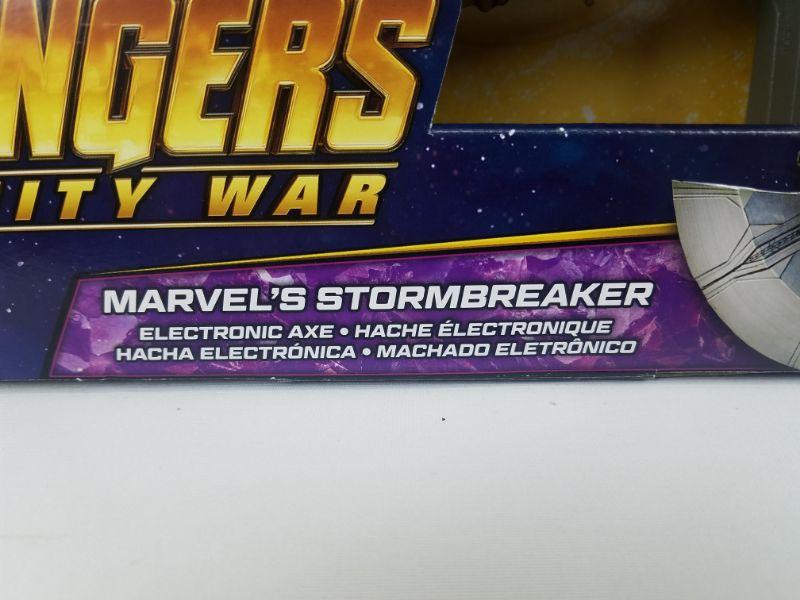 NGERS
ITY WAR
MARVEL'S STORMBREAKER
ELECTRONIC AXE • HACHE ÉLECTRONIQUE
HACHA ELECTRÓNICA • MACHADO ELETRÔNICO